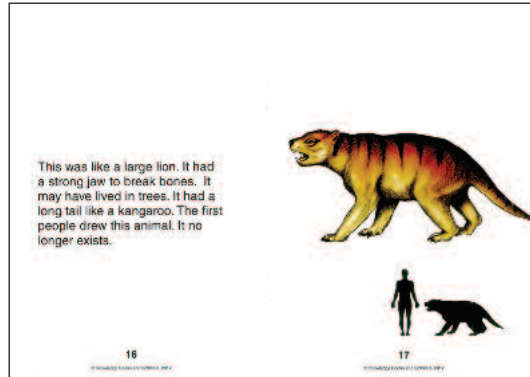 This was like a large lion. It had
a strong jaw to break bones. It
may have lived in trees. It had a
long tail like a kangaroo. The first
people drew this animal. It no
longer exists.
16
17